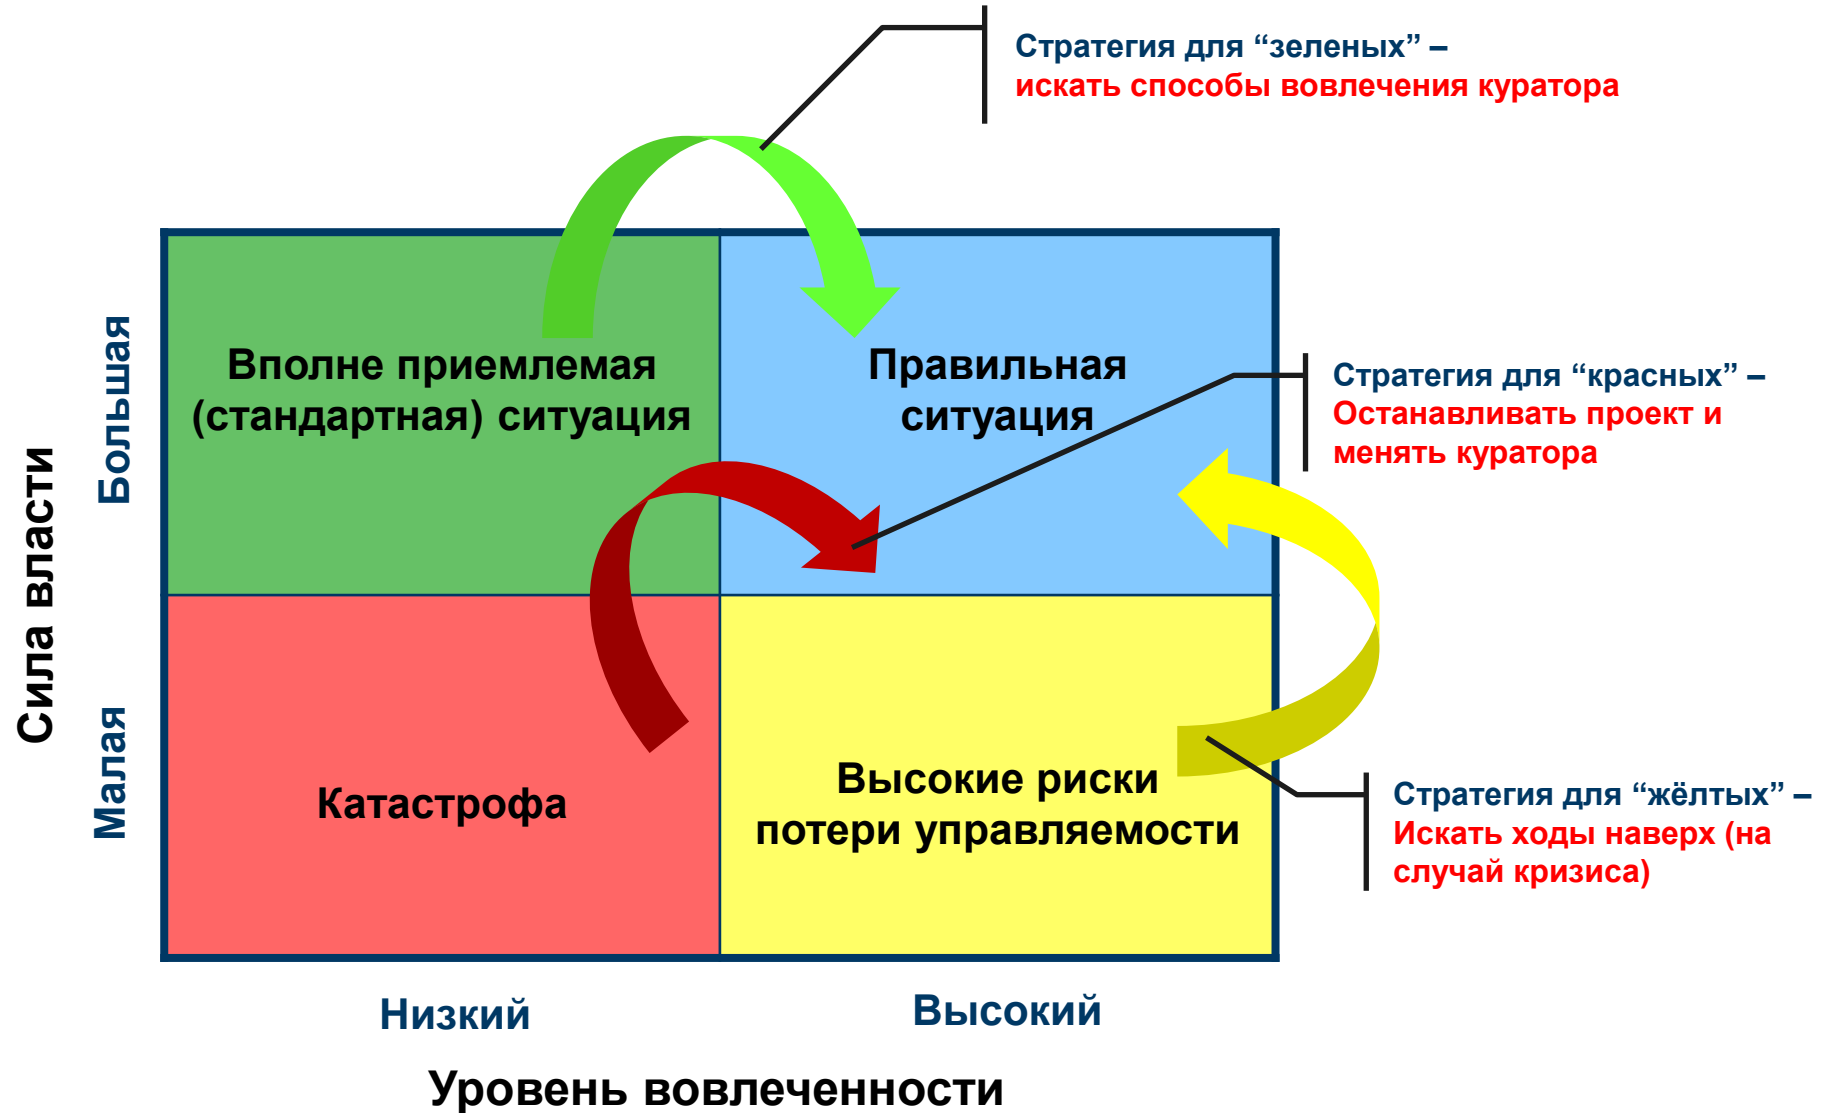 Стратегия для “зеленых” –
искать способы вовлечения куратора
Сила власти
Большая
Малая
Вполне приемлемая
(стандартная) ситуация
Правильная
ситуация
Стратегия для “красных” –
Останавливать проект и
менять куратора
Катастрофа
Высокие риски
потери управляемости
Стратегия для “жёлтых” –
Искать ходы наверх (на
случай кризиса)
Низкий
Высокий
Уровень вовлеченности